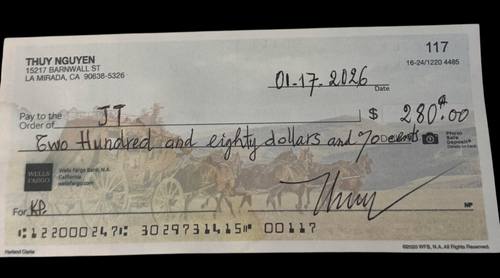 THUY NGUYEN
15217 BARNWALL ST
LA MIRADA, CA 90638-5326
117
16-24/1220 4485
01-17-2026
Date
Pay to the
Order of JT $ 280.00
Two Hundred and eighty dollars and 70 cents
Photo
Safe
Deposit®
WELLS
FARGO
Wells Fargo Bank, N.A.
California
wellsfargo.com
For KP. Thuy MP
⑆122000247⑆ 3029731415⑈ 00117
Harland Clarke
©2020 WFB, N.A. All Rights Reserved